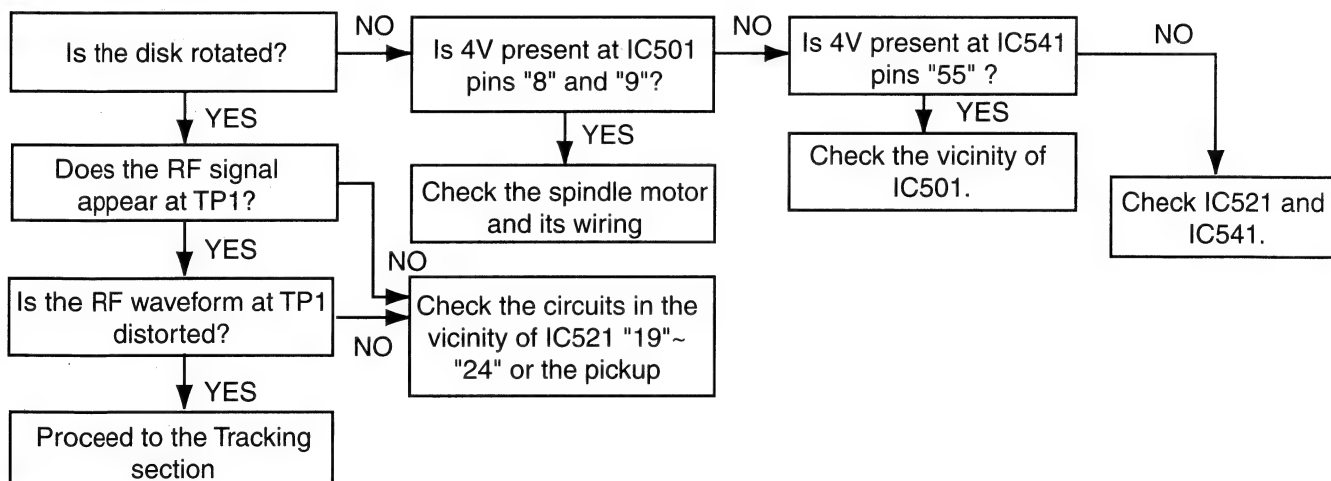 Is the disk rotated?
NO
Is 4V present at IC501
pins "8" and "9"?
NO
Is 4V present at IC541
pins "55" ?
NO
YES
Does the RF signal
appear at TP1?
YES
Check the spindle motor
and its wiring
YES
Check the vicinity of
IC501.
Check IC521 and
IC541.
YES
NO
Is the RF waveform at TP1
distorted?
NO
Check the circuits in the
vicinity of IC521 "19"~
"24" or the pickup
YES
Proceed to the Tracking
section